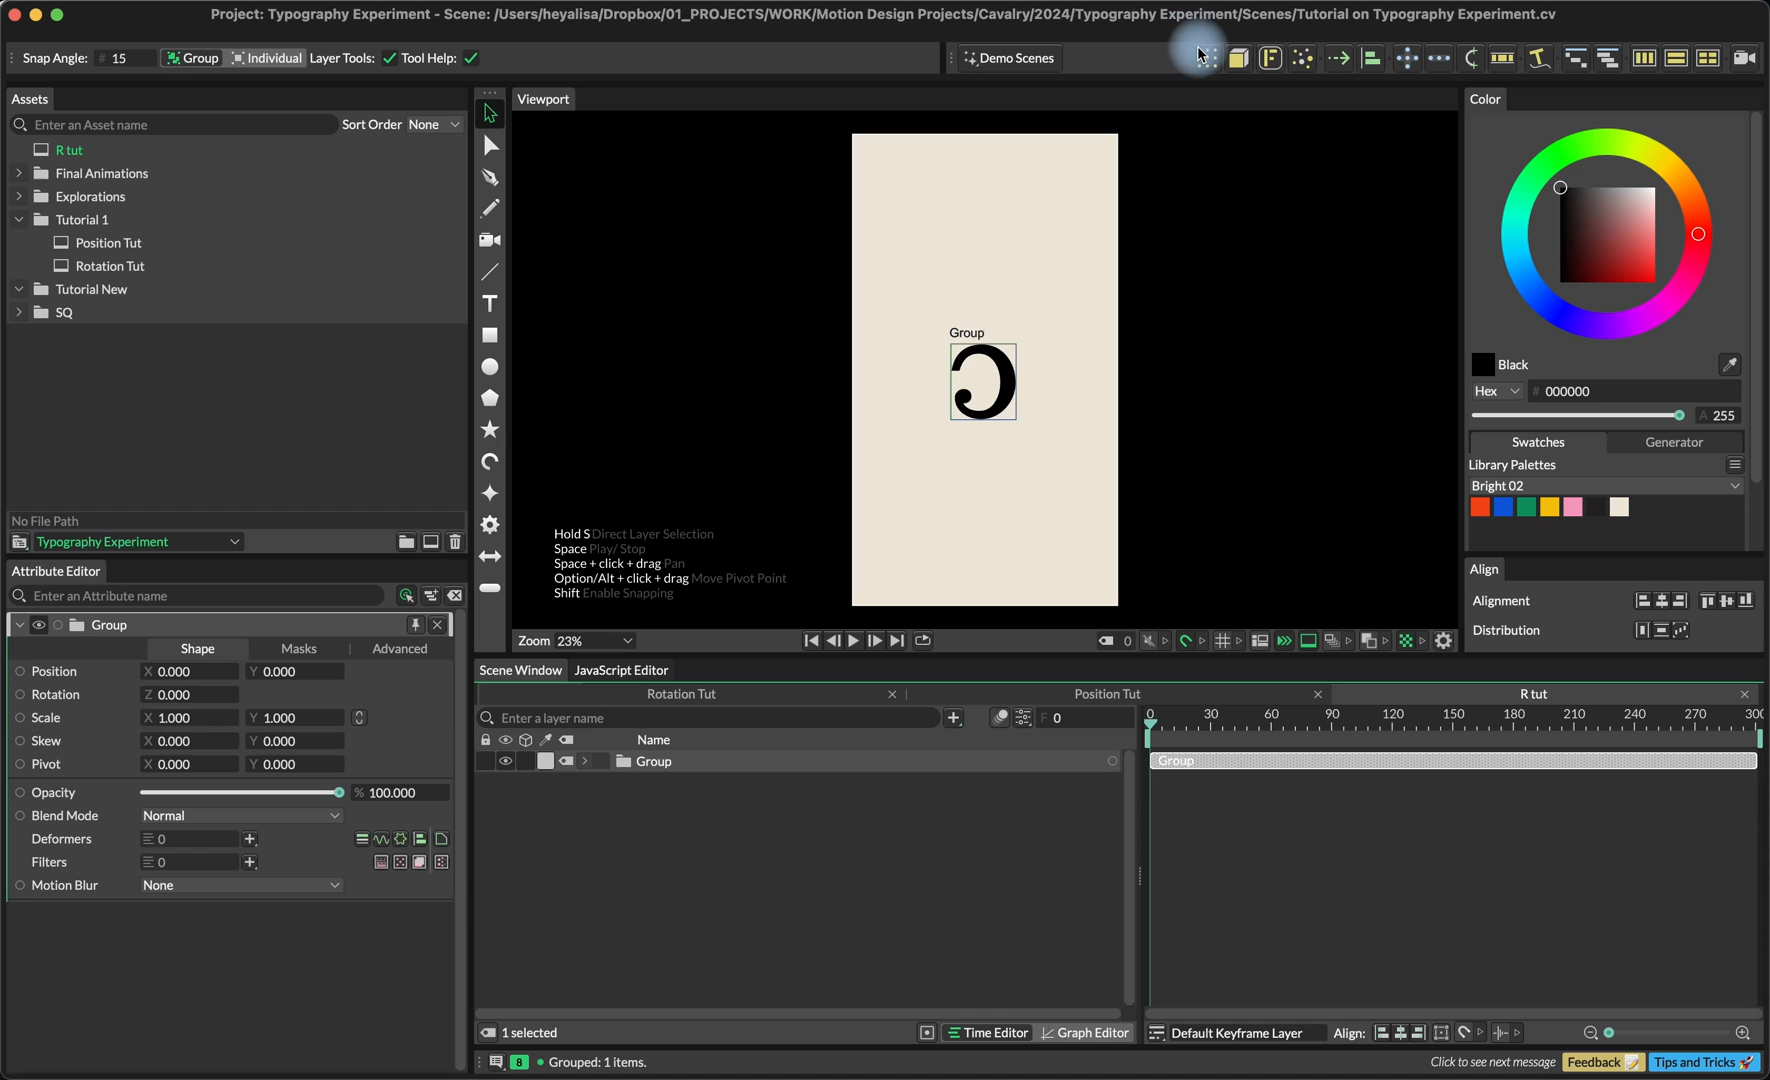 Project: Typography Experiment - Scene: /Users/heyalisa/Dropbox/01_PROJECTS/WORK/Motion Design Projects/Cavalry/2024/Typography Experiment/Scenes/Tutorial on Typography Experiment.cv
Snap Angle: # 15 Group Individual Layer Tools: Tool Help: Demo Scenes
Assets
Enter an Asset name Sort Order None
R tut
Final Animations
Explorations
Tutorial 1
Position Tut
Rotation Tut
Tutorial New
SQ
No File Path
Typography Experiment
Attribute Editor
Enter an Attribute name
Group
Shape Masks Advanced
Position X 0.000 Y 0.000
Rotation Z 0.000
Scale X 1.000 Y 1.000
Skew X 0.000 Y 0.000
Pivot X 0.000 Y 0.000
Opacity % 100.000
Blend Mode Normal
Deformers 0
Filters 0
Motion Blur None
Viewport
Group
Hold S Direct Layer Selection
Space Play/ Stop
Space + click + drag Pan
Option/Alt + click + drag Move Pivot Point
Shift Enable Snapping
Zoom 23% 0
Color
Black
Hex # 000000
A 255
Swatches Generator
Library Palettes
Bright 02
Align
Alignment
Distribution
Scene Window JavaScript Editor
Rotation Tut Position Tut R tut
Enter a layer name F 0
0 30 60 90 120 150 180 210 240 270 300
Name
Group
Group
1 selected Time Editor Graph Editor Default Keyframe Layer Align:
8 Grouped: 1 items. Click to see next message Feedback 📝 Tips and Tricks 🚀